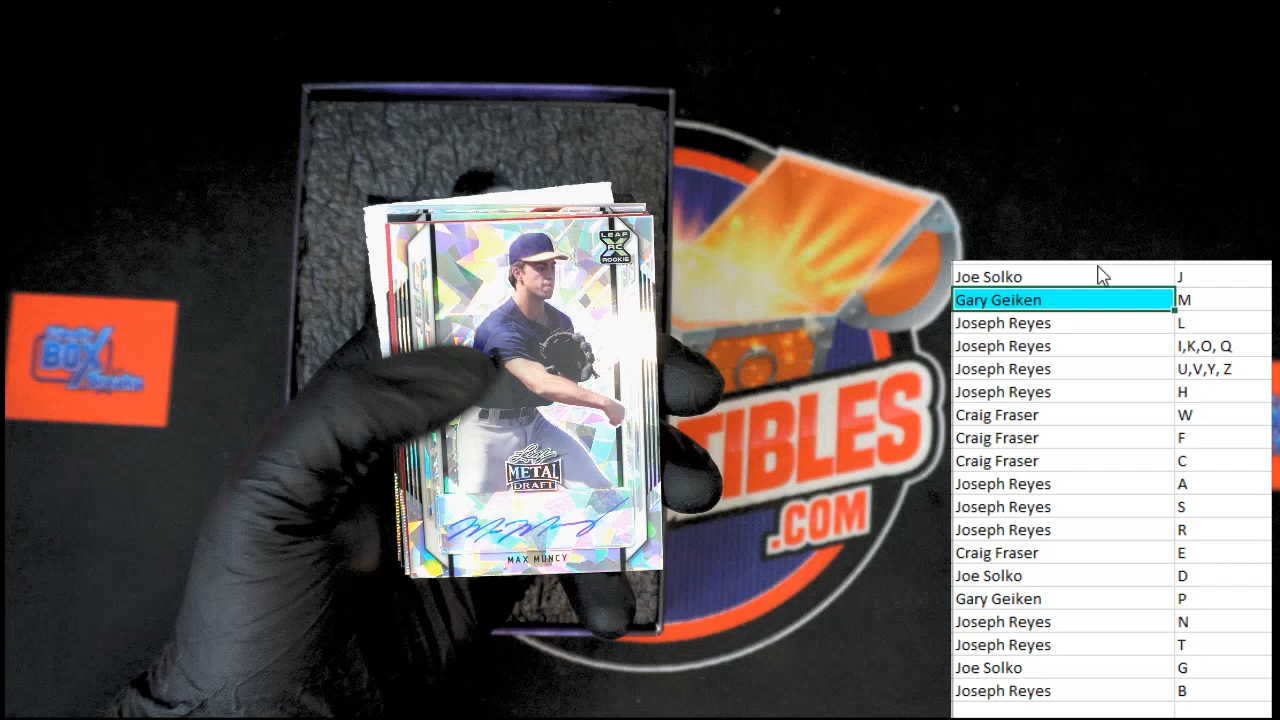 LEAF
RC
ROOKIE
Leaf
METAL
DRAFT
MAX MUNCY
BOX
TIBLES
.COM
Joe Solko J
Gary Geiken M
Joseph Reyes L
Joseph Reyes I,K,O, Q
Joseph Reyes U,V,Y, Z
Joseph Reyes H
Craig Fraser W
Craig Fraser F
Craig Fraser C
Joseph Reyes A
Joseph Reyes S
Joseph Reyes R
Craig Fraser E
Joe Solko D
Gary Geiken P
Joseph Reyes N
Joseph Reyes T
Joe Solko G
Joseph Reyes B